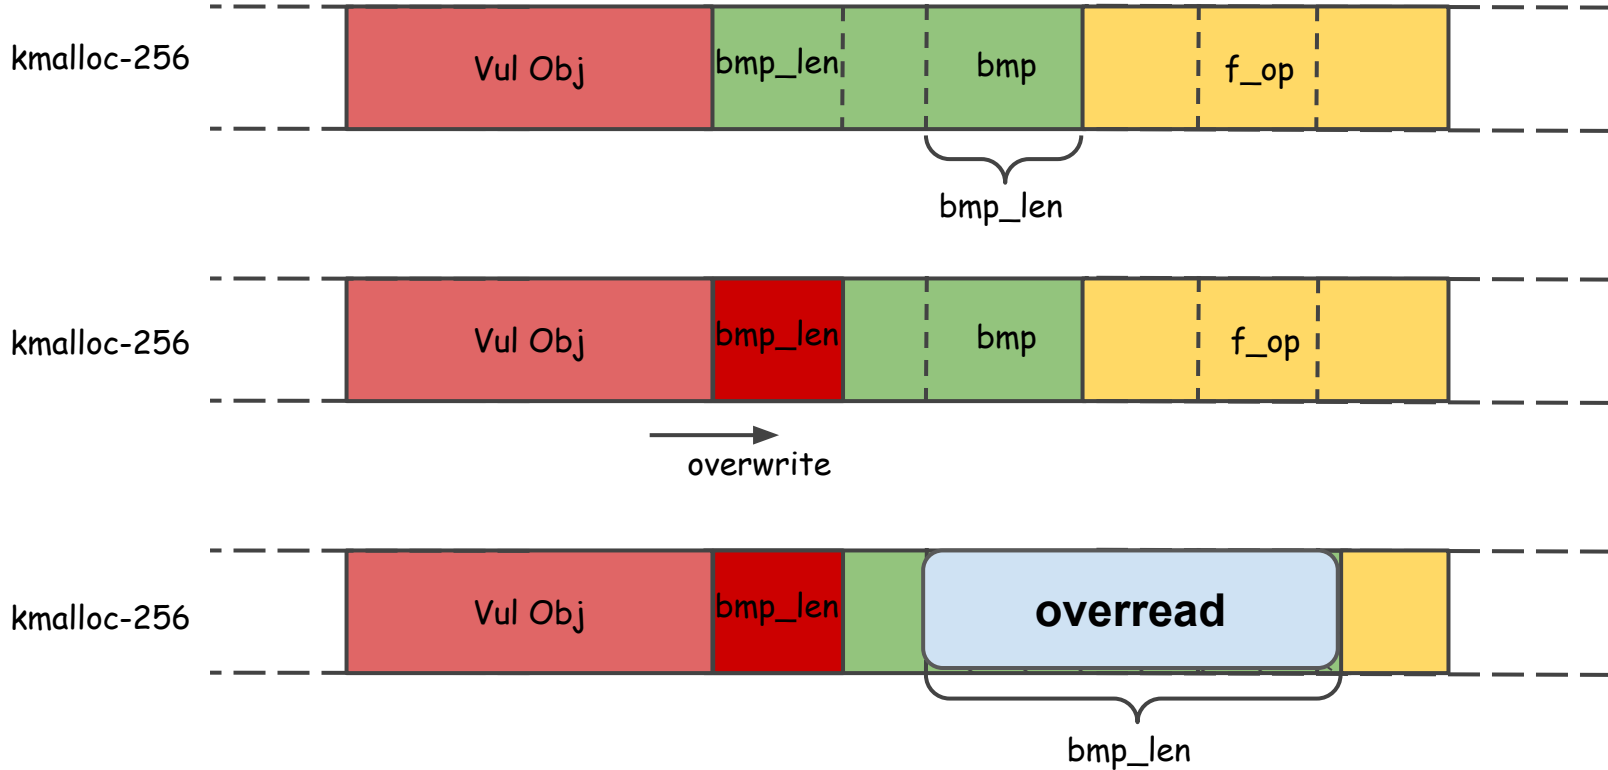 kmalloc-256
Vul Obj
bmp_len
bmp
f_op
bmp_len
kmalloc-256
Vul Obj
bmp_len
bmp
f_op
overwrite
kmalloc-256
Vul Obj
bmp_len
overread
bmp_len